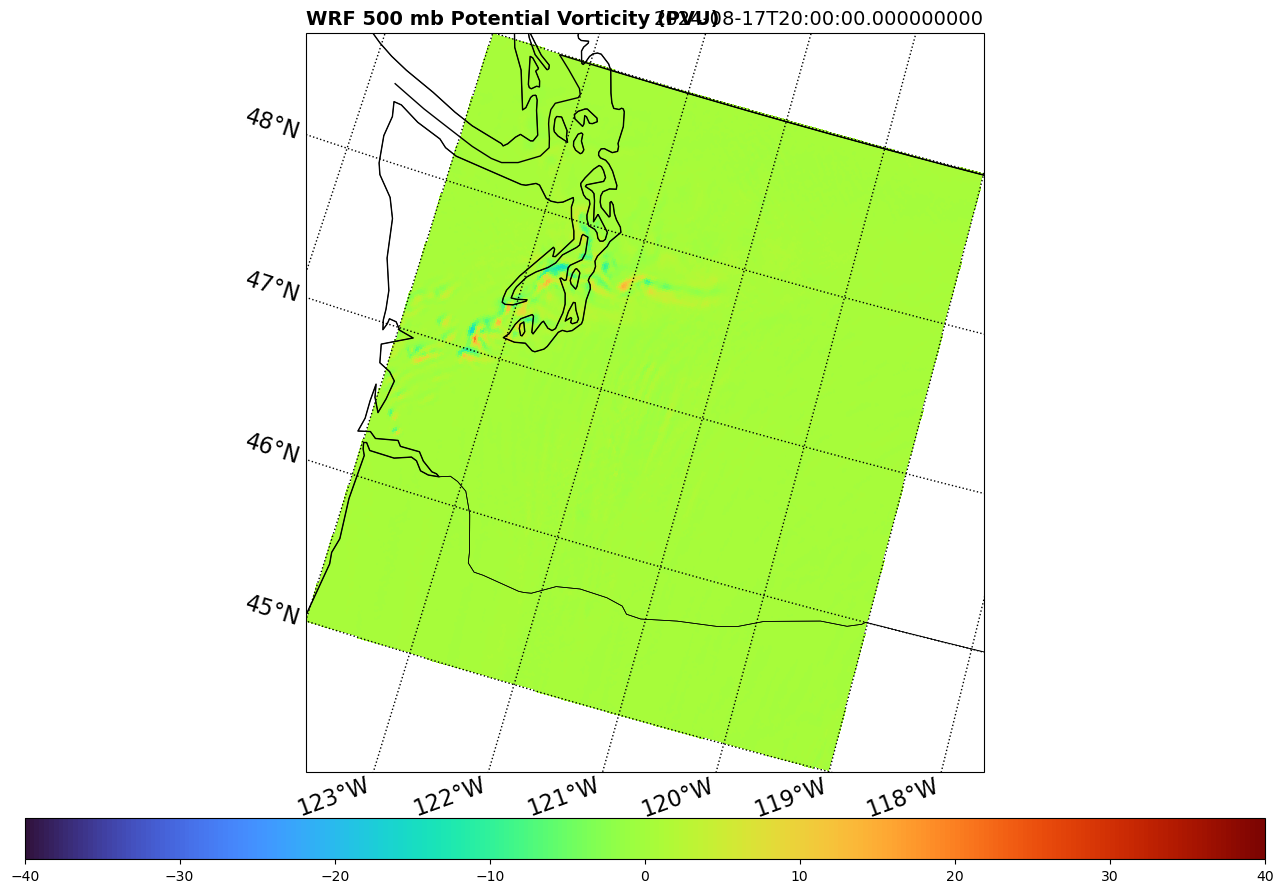 WRF 500 mb Potential Vorticity (PVU)
2024-08-17T20:00:00.000000000
48°N
47°N
46°N
45°N
123°W 122°W 121°W 120°W 119°W 118°W
−40 −30 −20 −10 0 10 20 30 40